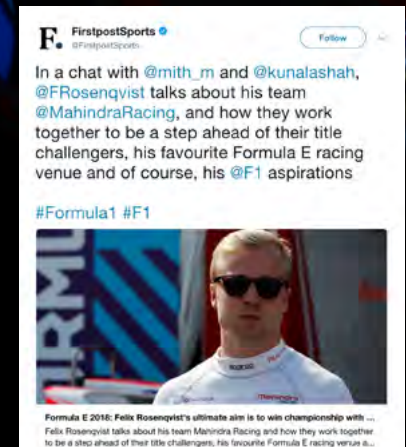 F. FirstpostSports
@FirstpostSports
Follow
In a chat with @mith_m and @kunalashah,
@FRosenqvist talks about his team
@MahindraRacing, and how they work
together to be a step ahead of their title
challengers, his favourite Formula E racing
venue and of course, his @F1 aspirations
#Formula1 #F1
Formula E 2018: Felix Rosenqvist's ultimate aim is to win championship with ...
Felix Rosenqvist talks about his team Mahindra Racing and how they work together
to be a step ahead of their title challengers, his favourite Formula E racing venue a...